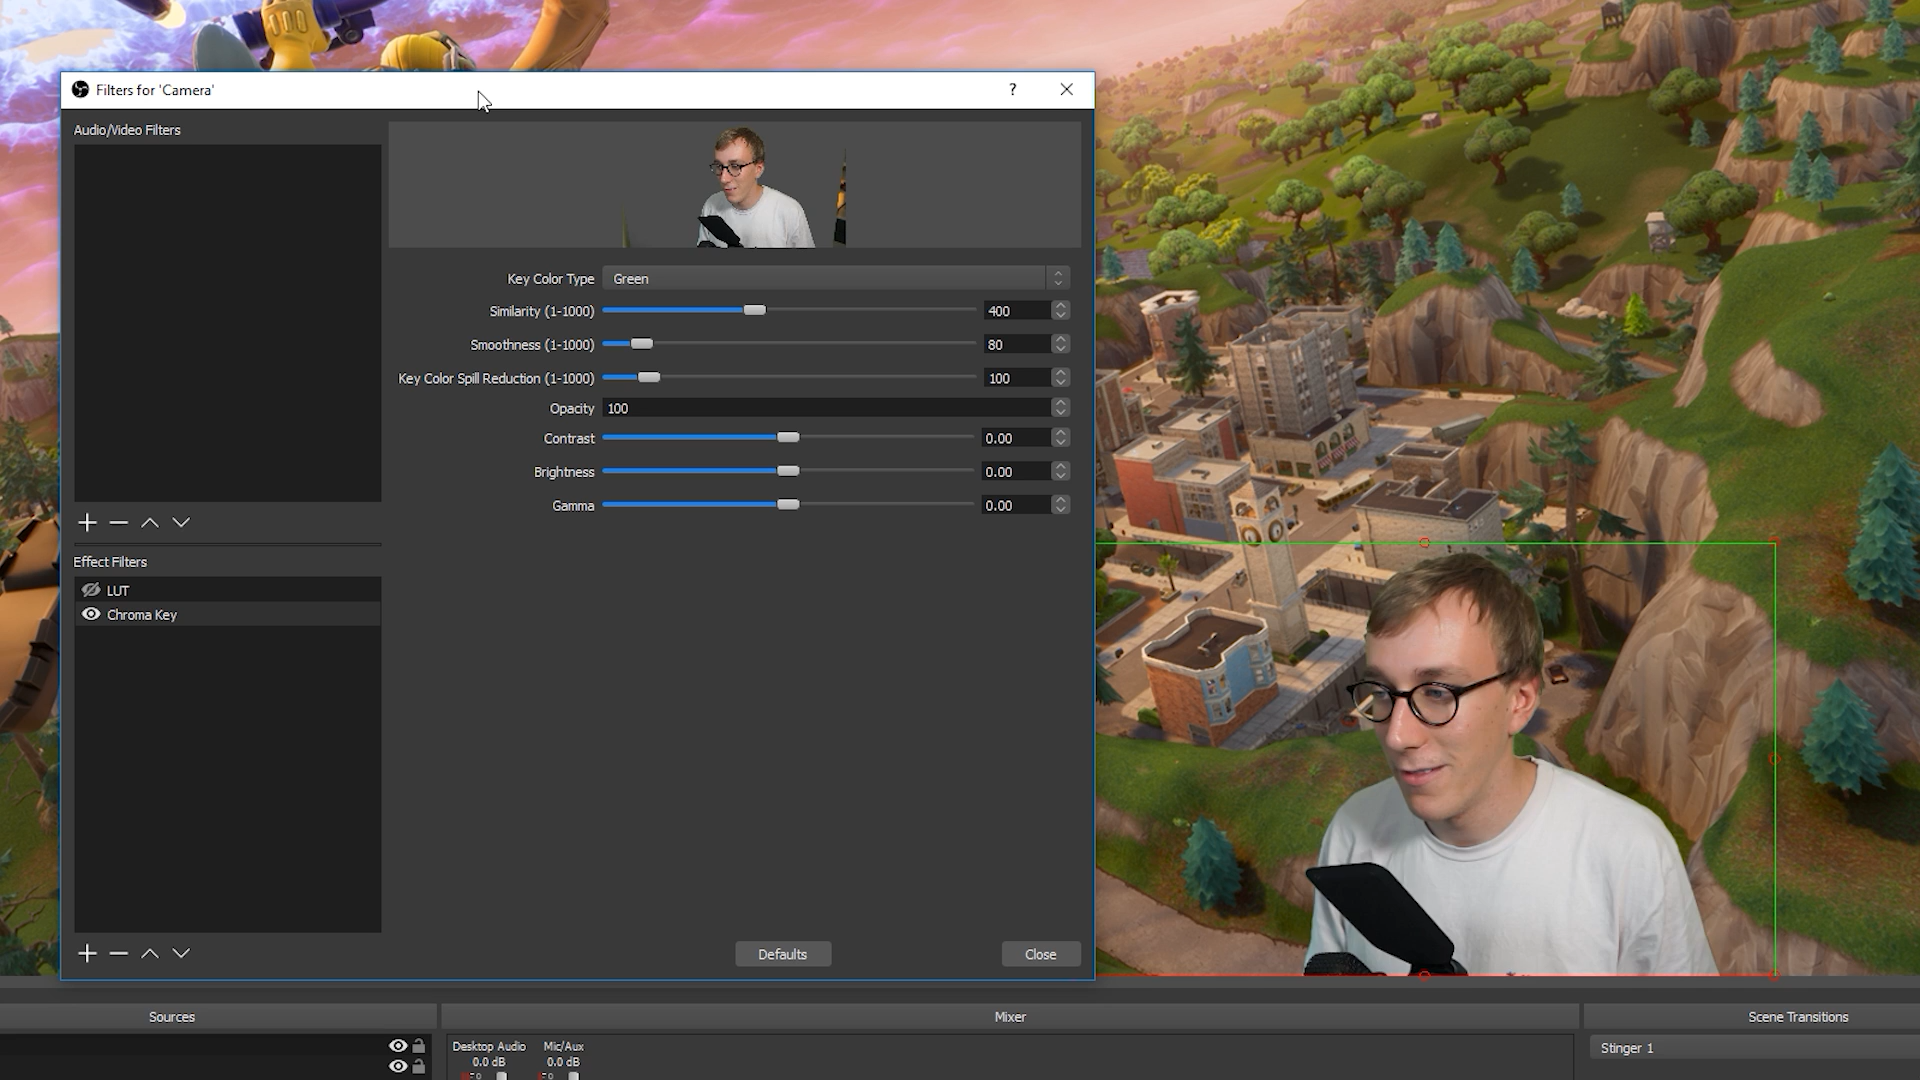 Filters for 'Camera'
?
Audio/Video Filters
Key Color Type Green
Similarity (1-1000) 400
Smoothness (1-1000) 80
Key Color Spill Reduction (1-1000) 100
Opacity 100
Contrast 0.00
Brightness 0.00
Gamma 0.00
Effect Filters
LUT
Chroma Key
Defaults
Close
Sources
Mixer
Scene Transitions
Desktop Audio
0.0 dB
Mic/Aux
0.0 dB
Stinger 1